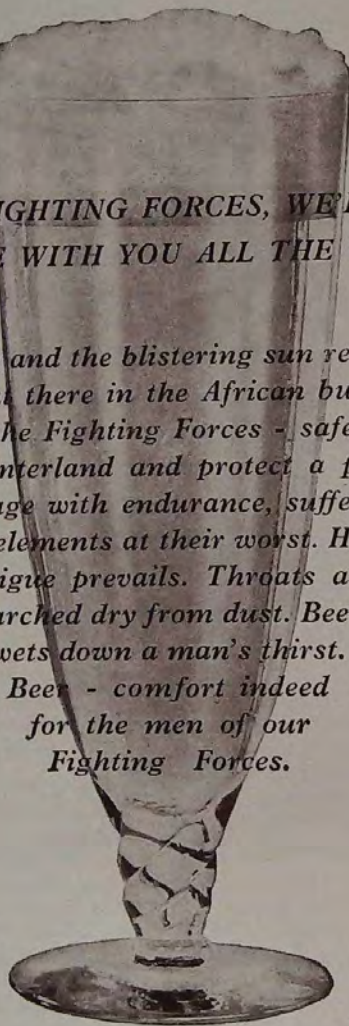 IGHTING FORCES, WE'
WITH YOU ALL THE
and the blistering sun re
there in the African bu
he Fighting Forces - safe
nterland and protect a p
ge with endurance, suffe
elements at their worst. H
igue prevails. Throats a
rched dry from dust. Bee
wets down a man's thirst.
Beer - comfort indeed
for the men of our
Fighting Forces.